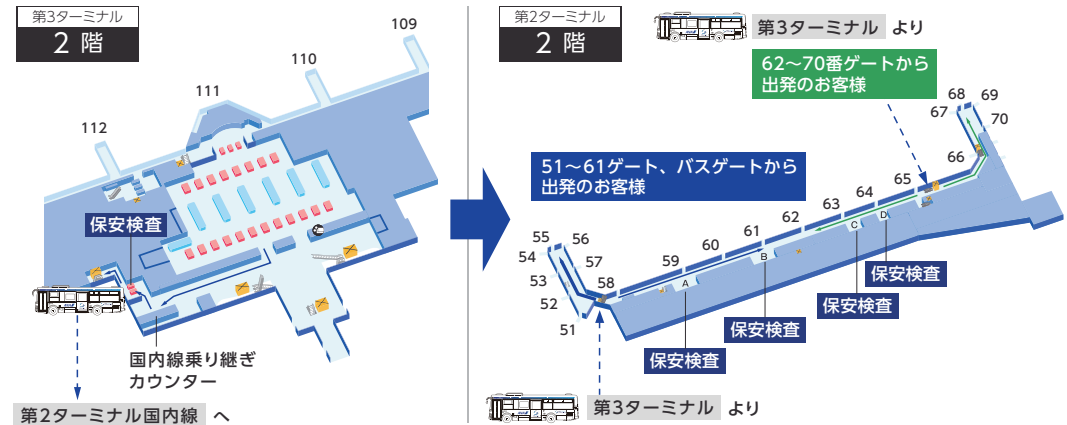 第3ターミナル
2 階
109
110
111
112
保安検査
国内線乗り継ぎ
カウンター
第2ターミナル国内線 へ
第2ターミナル
2 階
第3ターミナル より
62～70番ゲートから
出発のお客様
51～61ゲート、バスゲートから
出発のお客様
68
69
67
70
66
65
64
63
62
61
60
59
58
57
56
55
54
53
52
51
A
B
C
D
保安検査
保安検査
保安検査
保安検査
第3ターミナル より